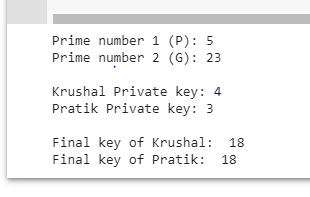 Prime number 1 (P): 5
Prime number 2 (G): 23
Krushal Private key: 4
Pratik Private key: 3
Final key of Krushal:  18
Final key of Pratik:  18